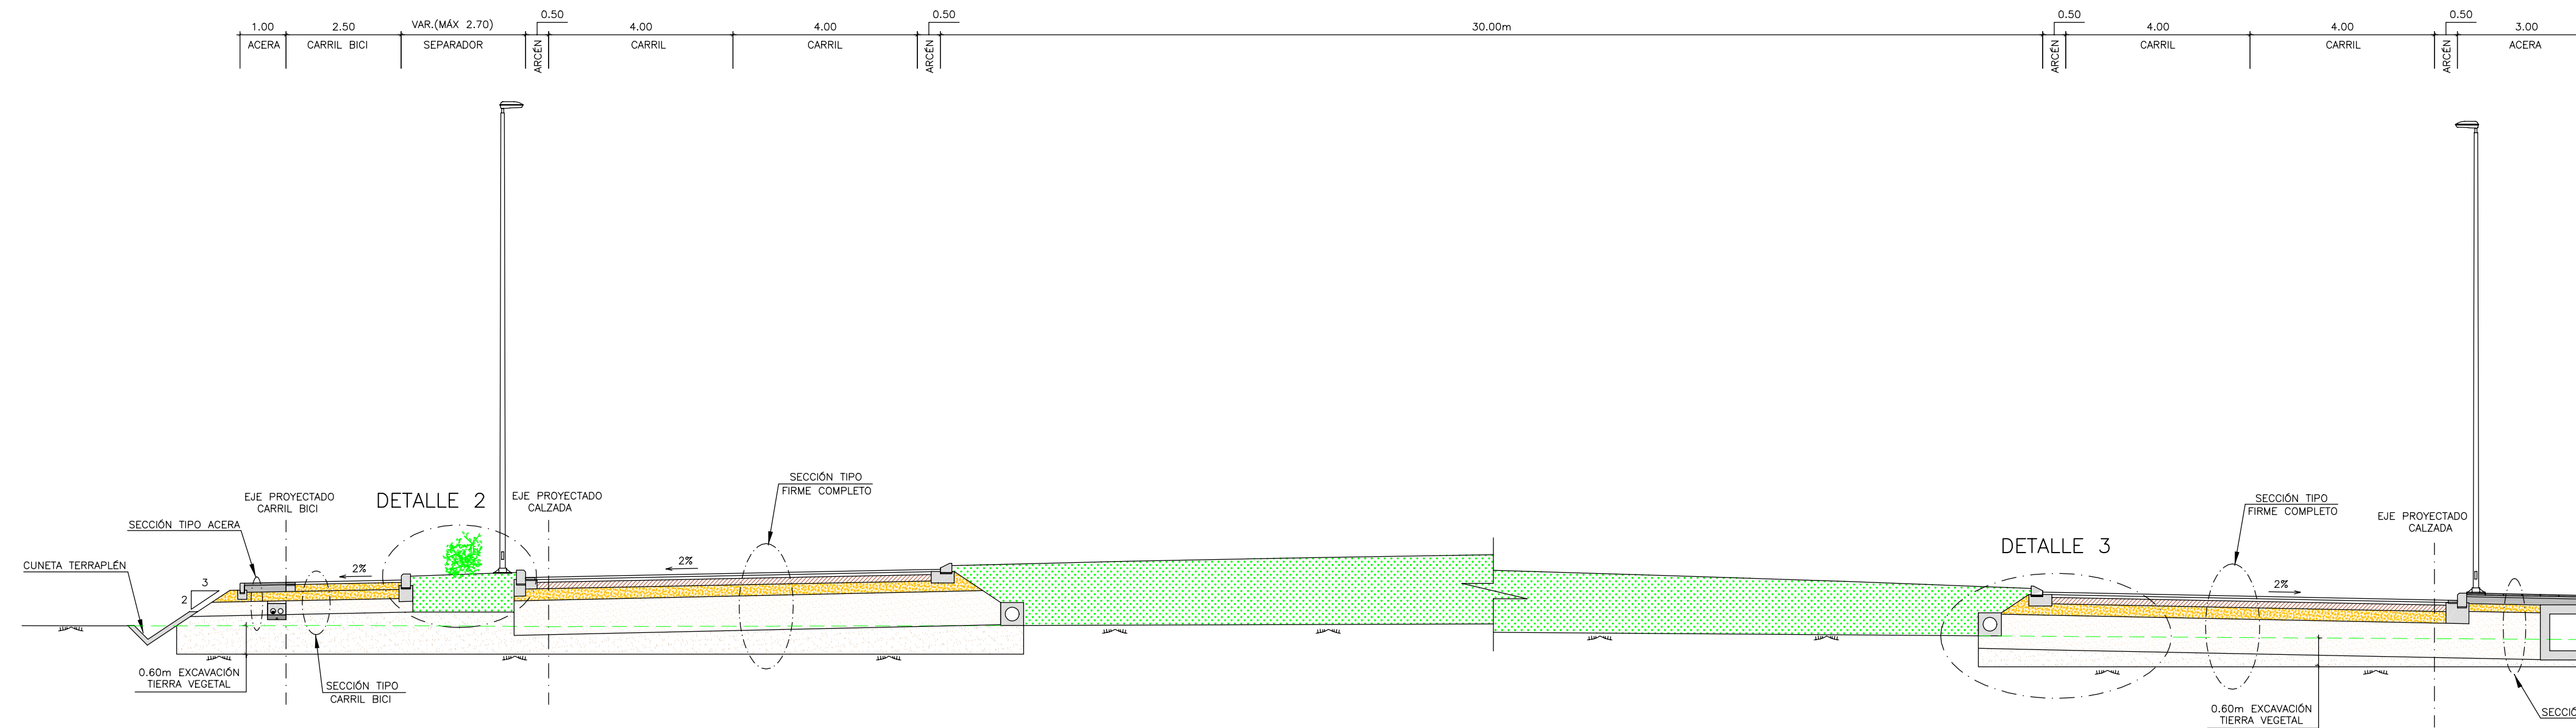 1.00
2.50
VAR.(MÁX 2.70)
0.50
4.00
4.00
0.50
30.00m
0.50
4.00
4.00
0.50
3.00
ACERA
CARRIL BICI
SEPARADOR
ARCÉN
CARRIL
CARRIL
ARCÉN
ARCÉN
CARRIL
CARRIL
ARCÉN
ACERA
SECCIÓN TIPO
FIRME COMPLETO
EJE PROYECTADO
CARRIL BICI
DETALLE 2
EJE PROYECTADO
CALZADA
SECCIÓN TIPO ACERA
CUNETA TERRAPLÉN
3
2
2%
2%
0.60m EXCAVACIÓN
TIERRA VEGETAL
SECCIÓN TIPO
CARRIL BICI
DETALLE 3
SECCIÓN TIPO
FIRME COMPLETO
EJE PROYECTADO
CALZADA
2%
0.60m EXCAVACIÓN
TIERRA VEGETAL